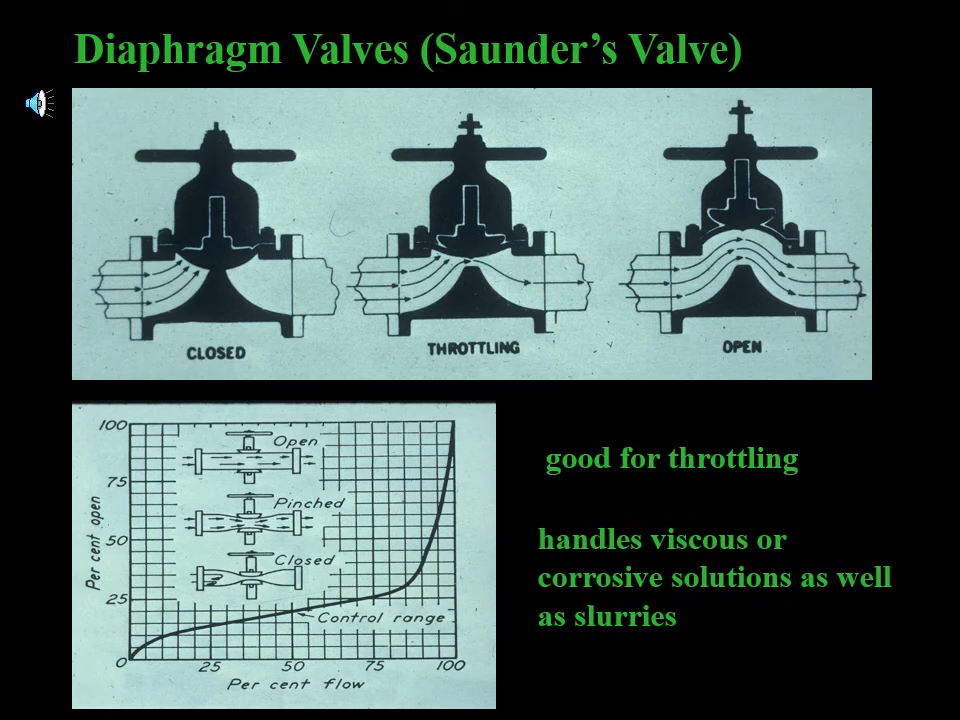 Diaphragm Valves (Saunder’s Valve)
CLOSED
THROTTLING
OPEN
100
75
50
25
0
Per cent open
Open
Pinched
Closed
Control range
25
50
75
100
Per cent flow
good for throttling
handles viscous or
corrosive solutions as well
as slurries